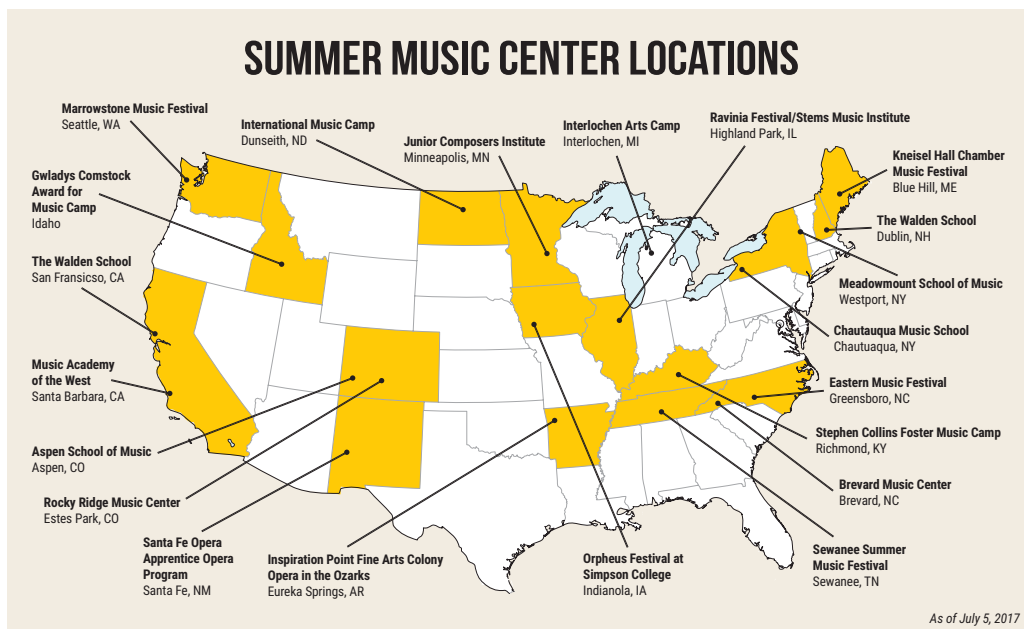 SUMMER MUSIC CENTER LOCATIONS
Marrowstone Music Festival
Seattle, WA
International Music Camp
Dunseith, ND
Junior Composers Institute
Minneapolis, MN
Interlochen Arts Camp
Interlochen, MI
Ravinia Festival/Stems Music Institute
Highland Park, IL
Kneisel Hall Chamber
Music Festival
Blue Hill, ME
Gwladys Comstock
Award for
Music Camp
Idaho
The Walden School
Dublin, NH
The Walden School
San Fransicso, CA
Meadowmount School of Music
Westport, NY
Chautauqua Music School
Chautauqua, NY
Music Academy
of the West
Santa Barbara, CA
Eastern Music Festival
Greensboro, NC
Stephen Collins Foster Music Camp
Richmond, KY
Aspen School of Music
Aspen, CO
Brevard Music Center
Brevard, NC
Rocky Ridge Music Center
Estes Park, CO
Santa Fe Opera
Apprentice Opera
Program
Santa Fe, NM
Inspiration Point Fine Arts Colony
Opera in the Ozarks
Eureka Springs, AR
Orpheus Festival at
Simpson College
Indianola, IA
Sewanee Summer
Music Festival
Sewanee, TN
As of July 5, 2017